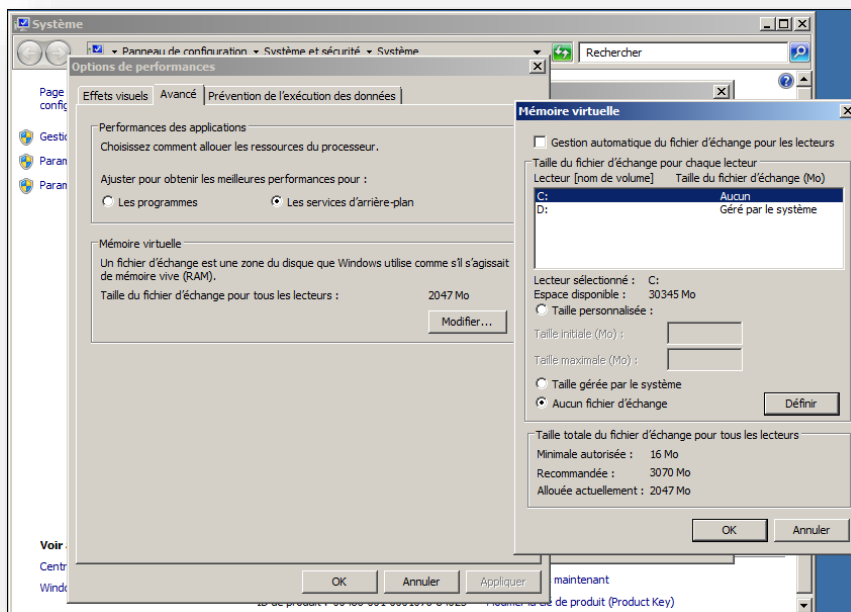 Système
Panneau de configuration
Système et sécurité
Système
Rechercher
Options de performances
Page
config
Gestic
Param
Param
Effets visuels
Avancé
Prévention de l'exécution des données
Performances des applications
Choisissez comment allouer les ressources du processeur.
Ajuster pour obtenir les meilleures performances pour :
Les programmes
Les services d'arrière-plan
Mémoire virtuelle
Un fichier d'échange est une zone du disque que Windows utilise comme s'il s'agissait
de mémoire vive (RAM).
Taille du fichier d'échange pour tous les lecteurs :
2047 Mo
Modifier...
OK
Annuler
Appliquer
Mémoire virtuelle
Gestion automatique du fichier d'échange pour les lecteurs
Taille du fichier d'échange pour chaque lecteur
Lecteur [nom de volume] Taille du fichier d'échange (Mo)
C: Aucun
D: Géré par le système
Lecteur sélectionné : C:
Espace disponible : 30345 Mo
Taille personnalisée :
Taille initiale (Mo) :
Taille maximale (Mo) :
Taille gérée par le système
Aucun fichier d'échange
Définir
Taille totale du fichier d'échange pour tous les lecteurs
Minimale autorisée : 16 Mo
Recommandée : 3070 Mo
Allouée actuellement : 2047 Mo
OK
Annuler
Voir
Centr
Windo
maintenant
de produit (Product Key)